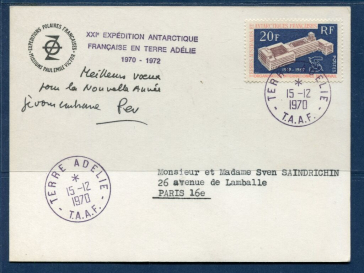 EXPÉDITIONS POLAIRES FRANÇAISES
MISSIONS PAUL-EMILE VICTOR
XXIᵉ EXPÉDITION ANTARCTIQUE
FRANÇAISE EN TERRE ADÉLIE
1970 - 1972
20F
POSTES
TERRE ADELIE
*
15-12
1970
T.A.A.F.
Meilleurs voeux
pour la Nouvelle Année
TERRE ADELIE
*
15-12
1970
T.A.A.F.
Monsieur et Madame Sven SAINDRICHIN
26 avenue de Lamballe
PARIS 16e